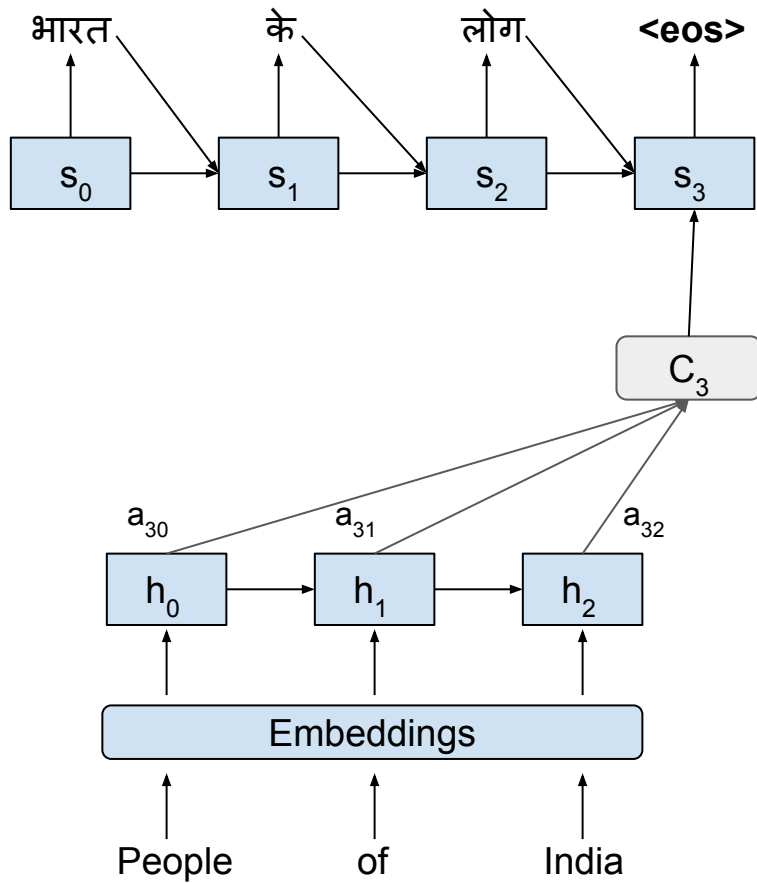 भारत के लोग <eos>
s0 s1 s2 s3
C3
a30 a31 a32
h0 h1 h2
Embeddings
People of India